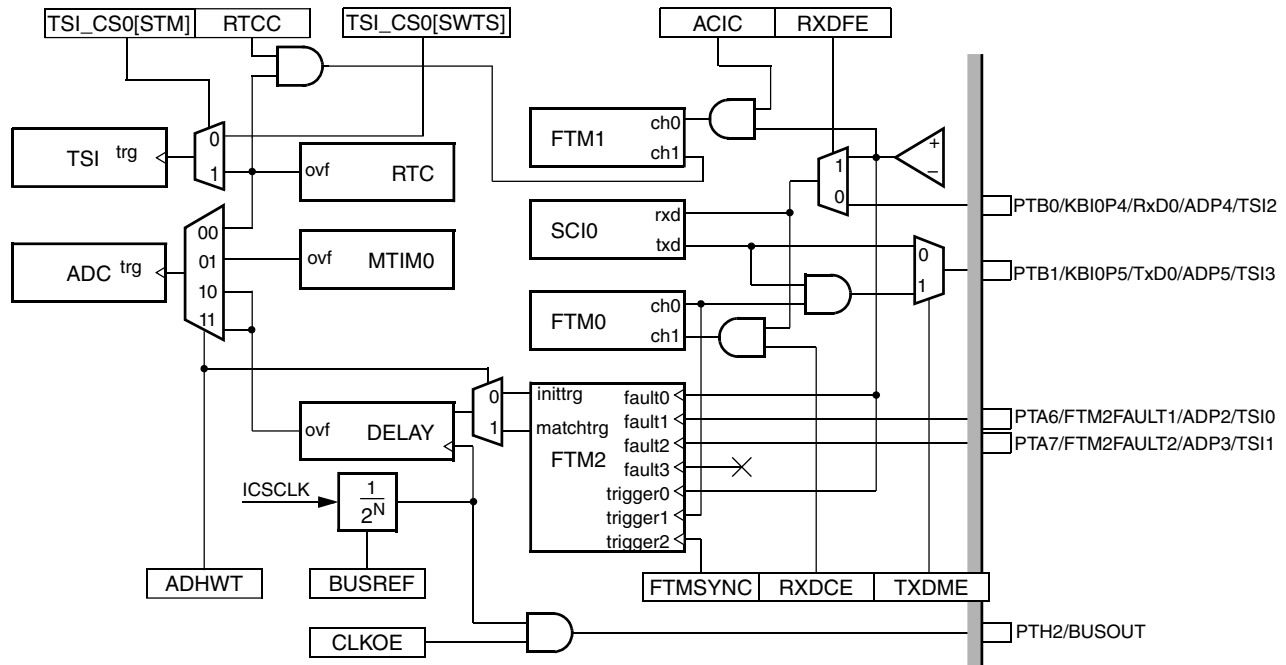 TSI_CS0[STM] RTCC TSI_CS0[SWTS] ACIC RXDFE
TSI trg
0
1
ovf RTC
FTM1 ch0
ch1
+
−
1
0
PTB0/KBI0P4/RxD0/ADP4/TSI2
SCI0 rxd
txd
ADC trg
00
01
10
11
ovf MTIM0
0
1
PTB1/KBI0P5/TxD0/ADP5/TSI3
FTM0 ch0
ch1
ovf DELAY
0
1
inittrg
matchtrg
FTM2
fault0
fault1
fault2
fault3
trigger0
trigger1
trigger2
PTA6/FTM2FAULT1/ADP2/TSI0
PTA7/FTM2FAULT2/ADP3/TSI1
ICSCLK
1
2N
ADHWT BUSREF FTMSYNC RXDCE TXDME
CLKOE
PTH2/BUSOUT